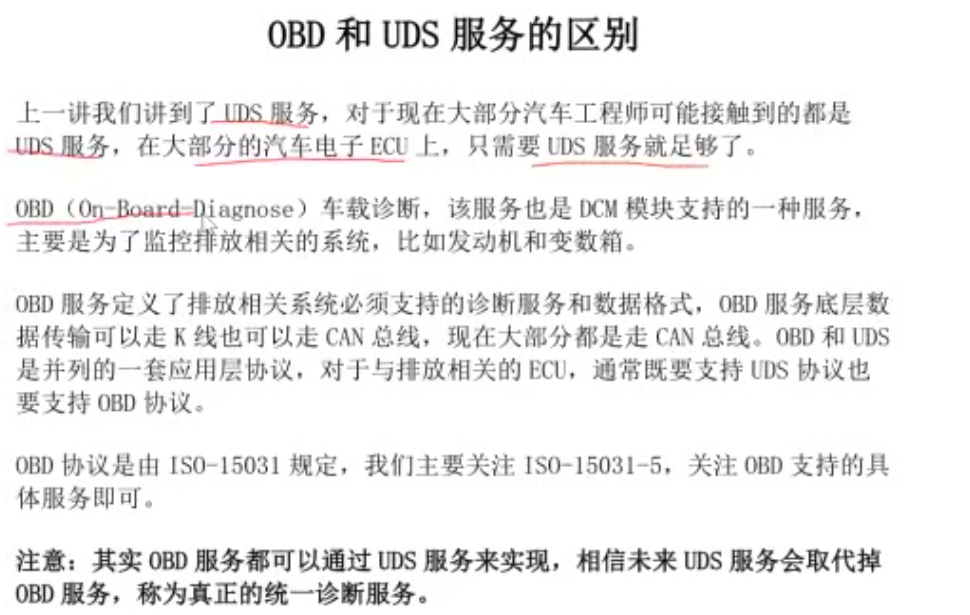 OBD 和 UDS 服务的区别
上一讲我们讲到了 UDS 服务，对于现在大部分汽车工程师可能接触到的都是
UDS 服务，在大部分的汽车电子 ECU 上，只需要 UDS 服务就足够了。
OBD（On-Board-Diagnose）车载诊断，该服务也是 DCM 模块支持的一种服务，
主要是为了监控排放相关的系统，比如发动机和变数箱。
OBD 服务定义了排放相关系统必须支持的诊断服务和数据格式，OBD 服务底层数
据传输可以走 K 线也可以走 CAN 总线，现在大部分都是走 CAN 总线。OBD 和 UDS
是并列的一套应用层协议，对于与排放相关的 ECU，通常既要支持 UDS 协议也
要支持 OBD 协议。
OBD 协议是由 ISO-15031 规定，我们主要关注 ISO-15031-5，关注 OBD 支持的具
体服务即可。
注意：其实 OBD 服务都可以通过 UDS 服务来实现，相信未来 UDS 服务会取代掉
OBD 服务，称为真正的统一诊断服务。